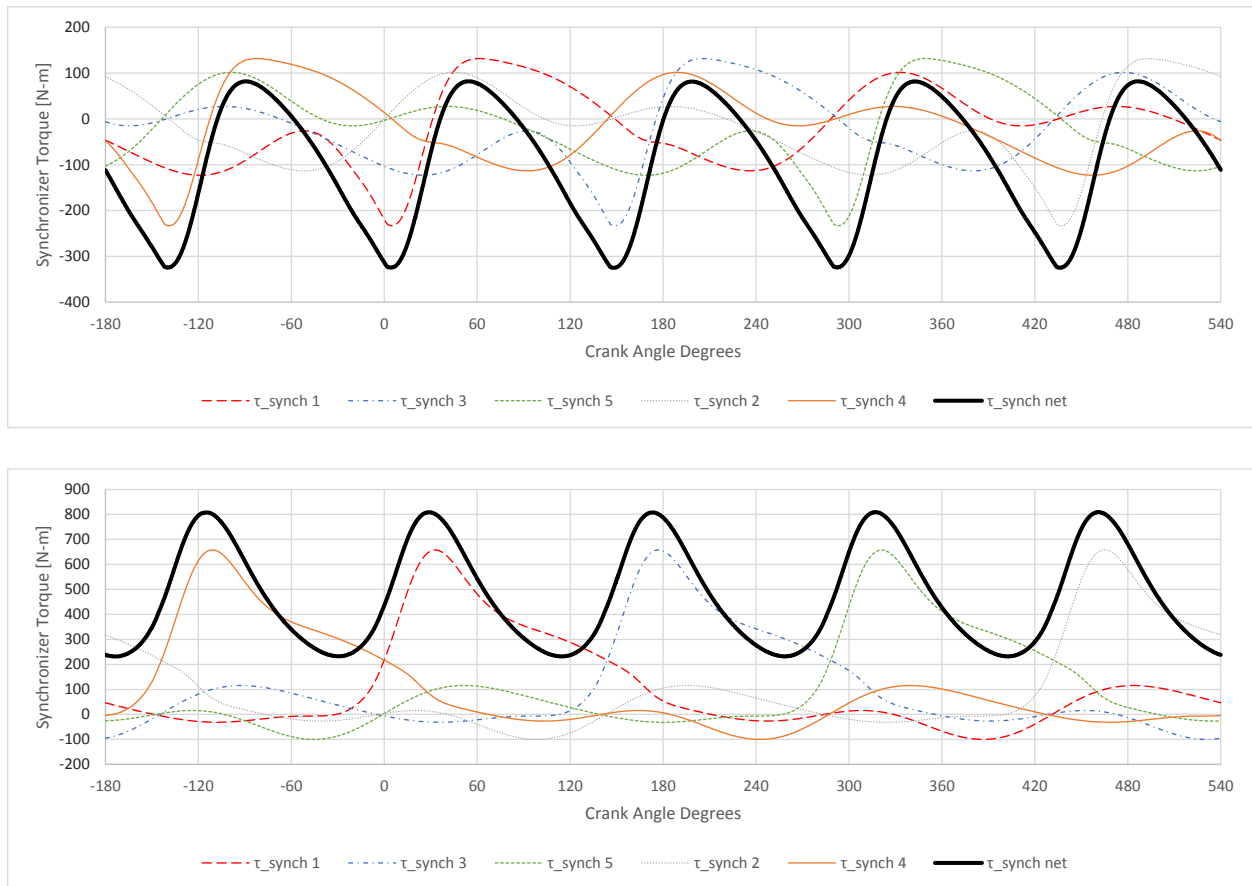 200
100
0
-100
-200
-300
-400
Synchronizer Torque [N-m]
-180 -120 -60 0 60 120 180 240 300 360 420 480 540
Crank Angle Degrees
τ_synch 1 τ_synch 3 τ_synch 5 τ_synch 2 τ_synch 4 τ_synch net
900
800
700
600
500
400
300
200
100
0
-100
-200
Synchronizer Torque [N-m]
-180 -120 -60 0 60 120 180 240 300 360 420 480 540
Crank Angle Degrees
τ_synch 1 τ_synch 3 τ_synch 5 τ_synch 2 τ_synch 4 τ_synch net